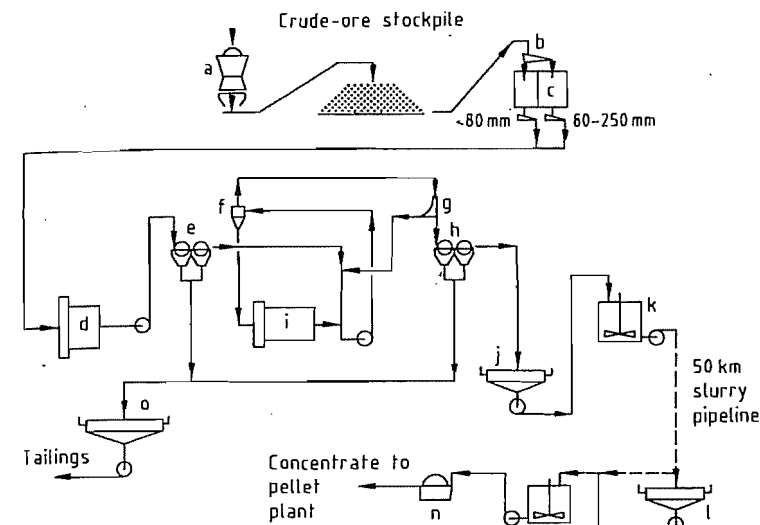 Crude-ore stockpile
a
b
c
<80 mm
60-250 mm
f
g
e
h
d
i
k
j
50 km
slurry
pipeline
o
Tailings
Concentrate to
pellet
plant
n
l